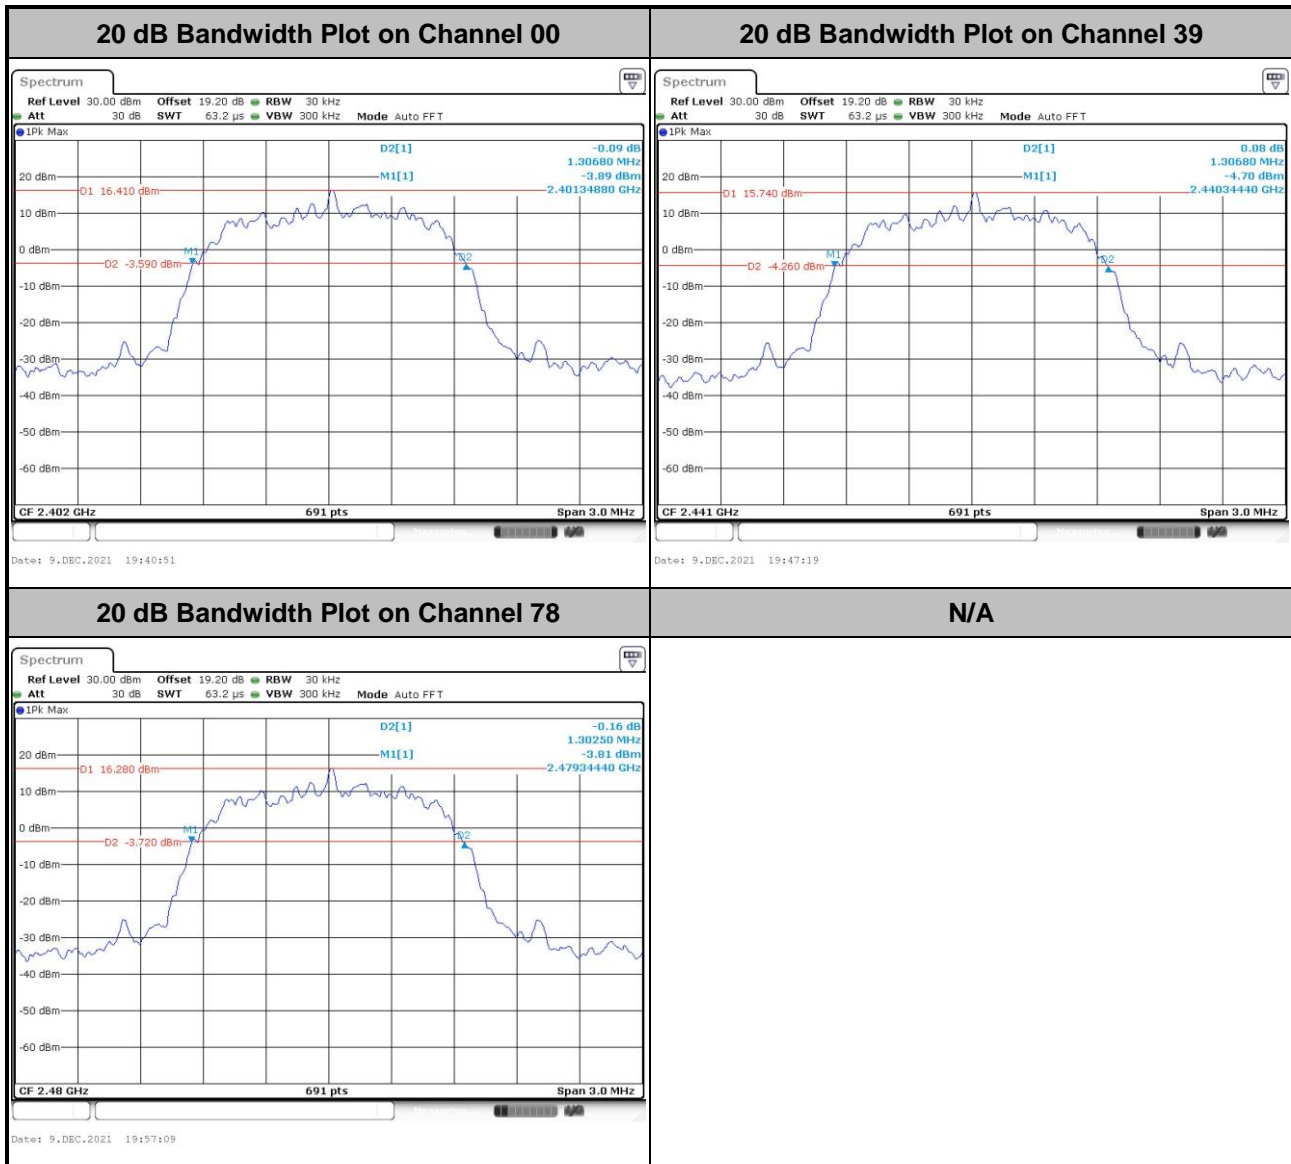 20 dB Bandwidth Plot on Channel 00
Spectrum
Ref Level 30.00 dBm Offset 19.20 dB RBW 30 kHz
Att 30 dB SWT 63.2 µs VBW 300 kHz Mode Auto FFT
1Pk Max
D2[1] -0.09 dB
1.30680 MHz
M1[1] -3.89 dBm
2.40134880 GHz
20 dBm
D1 16.410 dBm
10 dBm
0 dBm
M1
D2
D2 -3.590 dBm
-10 dBm
-20 dBm
-30 dBm
-40 dBm
-50 dBm
-60 dBm
CF 2.402 GHz 691 pts Span 3.0 MHz
Date: 9.DEC.2021 19:40:51
20 dB Bandwidth Plot on Channel 39
Spectrum
Ref Level 30.00 dBm Offset 19.20 dB RBW 30 kHz
Att 30 dB SWT 63.2 µs VBW 300 kHz Mode Auto FFT
1Pk Max
D2[1] 0.08 dB
1.30680 MHz
M1[1] -4.70 dBm
2.44034440 GHz
20 dBm
D1 15.740 dBm
10 dBm
0 dBm
M1
D2
D2 -4.260 dBm
-10 dBm
-20 dBm
-30 dBm
-40 dBm
-50 dBm
-60 dBm
CF 2.441 GHz 691 pts Span 3.0 MHz
Date: 9.DEC.2021 19:47:19
20 dB Bandwidth Plot on Channel 78
Spectrum
Ref Level 30.00 dBm Offset 19.20 dB RBW 30 kHz
Att 30 dB SWT 63.2 µs VBW 300 kHz Mode Auto FFT
1Pk Max
D2[1] -0.16 dB
1.30250 MHz
M1[1] -3.81 dBm
2.47934440 GHz
20 dBm
D1 16.280 dBm
10 dBm
0 dBm
M1
D2
D2 -3.720 dBm
-10 dBm
-20 dBm
-30 dBm
-40 dBm
-50 dBm
-60 dBm
CF 2.48 GHz 691 pts Span 3.0 MHz
Date: 9.DEC.2021 19:57:09
N/A